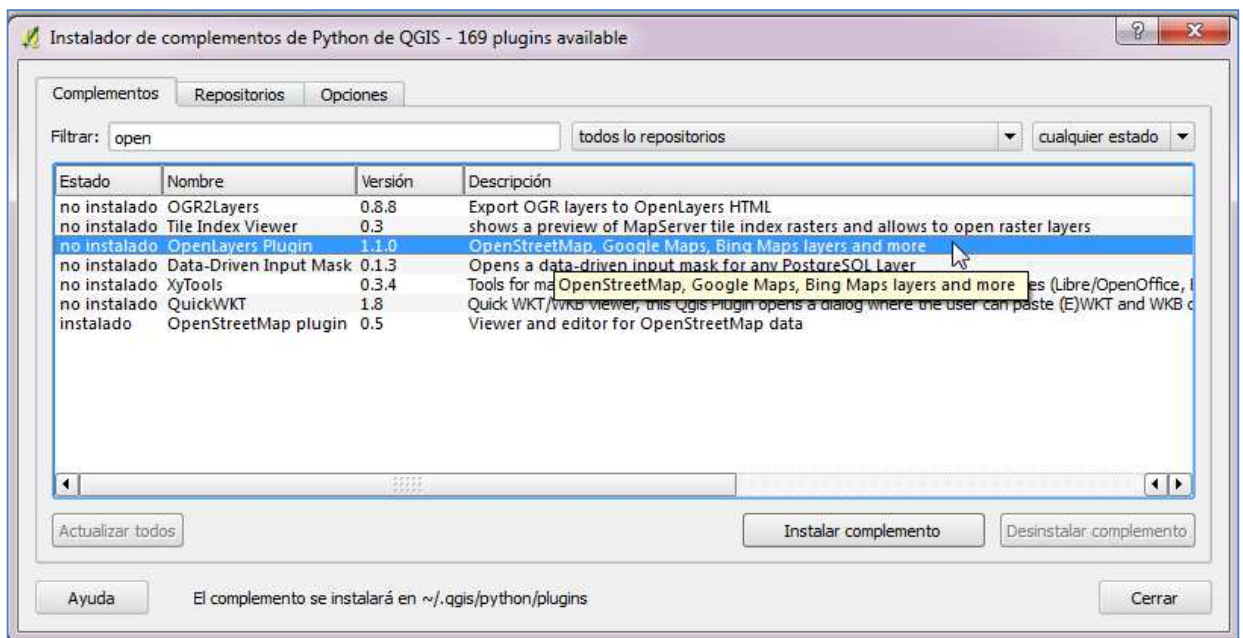 Instalador de complementos de Python de QGIS - 169 plugins available
Complementos Repositorios Opciones
Filtrar: open todos lo repositorios cualquier estado
Estado Nombre Versión Descripción
no instalado OGR2Layers 0.8.8 Export OGR layers to OpenLayers HTML
no instalado Tile Index Viewer 0.3 shows a preview of MapServer tile index rasters and allows to open raster layers
no instalado OpenLayers Plugin 1.1.0 OpenStreetMap, Google Maps, Bing Maps layers and more
no instalado Data-Driven Input Mask 0.1.3 Opens a data-driven input mask for any PostgreSQL Layer
no instalado XyTools 0.3.4 Tools for ma OpenStreetMap, Google Maps, Bing Maps layers and more es (Libre/OpenOffice,
no instalado QuickWKT 1.8 Quick WKT/WKB viewer, this Qgis Plugin opens a dialog where the user can paste (E)WKT and WKB
instalado OpenStreetMap plugin 0.5 Viewer and editor for OpenStreetMap data
Actualizar todos Instalar complemento Desinstalar complemento
Ayuda El complemento se instalará en ~/.qgis/python/plugins Cerrar